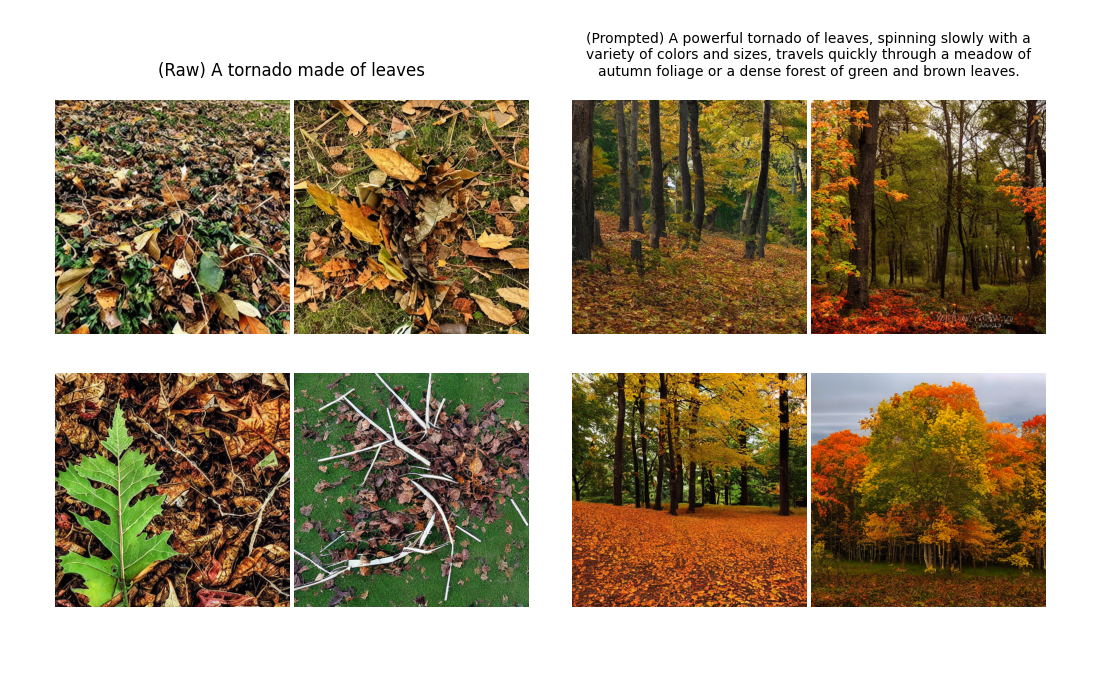 (Raw) A tornado made of leaves
(Prompted) A powerful tornado of leaves, spinning slowly with a
variety of colors and sizes, travels quickly through a meadow of
autumn foliage or a dense forest of green and brown leaves.